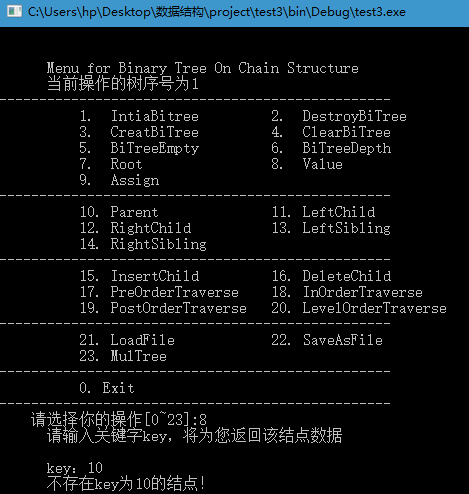 C:\Users\hp\Desktop\数据结构\project\test3\bin\Debug\test3.exe
Menu for Binary Tree On Chain Structure
当前操作的树序号为1
--------------------------------------------------
1. IntiaBitree 2. DestroyBiTree
3. CreatBiTree 4. ClearBiTree
5. BiTreeEmpty 6. BiTreeDepth
7. Root 8. Value
9. Assign
--------------------------------------------------
10. Parent 11. LeftChild
12. RightChild 13. LeftSibling
14. RightSibling
--------------------------------------------------
15. InsertChild 16. DeleteChild
17. PreOrderTraverse 18. InOrderTraverse
19. PostOrderTraverse 20. LevelOrderTraverse
--------------------------------------------------
21. LoadFile 22. SaveAsFile
23. MulTree
--------------------------------------------------
0. Exit
--------------------------------------------------
请选择你的操作[0~23]:8
请输入关键字key，将为您返回该结点数据
key：10
不存在key为10的结点!